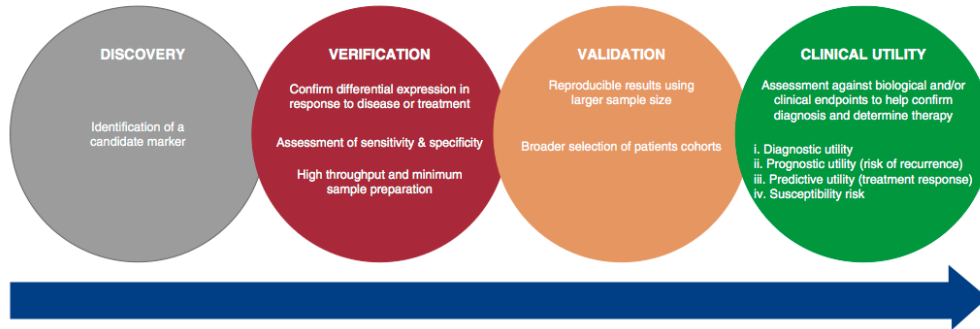 DISCOVERY
Identification of a
candidate marker
VERIFICATION
Confirm differential expression in
response to disease or treatment
Assessment of sensitivity & specificity
High throughput and minimum
sample preparation
VALIDATION
Reproducible results using
larger sample size
Broader selection of patients cohorts
CLINICAL UTILITY
Assessment against biological and/or
clinical endpoints to help confirm
diagnosis and determine therapy
i. Diagnostic utility
ii. Prognostic utility (risk of recurrence)
iii. Predictive utility (treatment response)
iv. Susceptibility risk